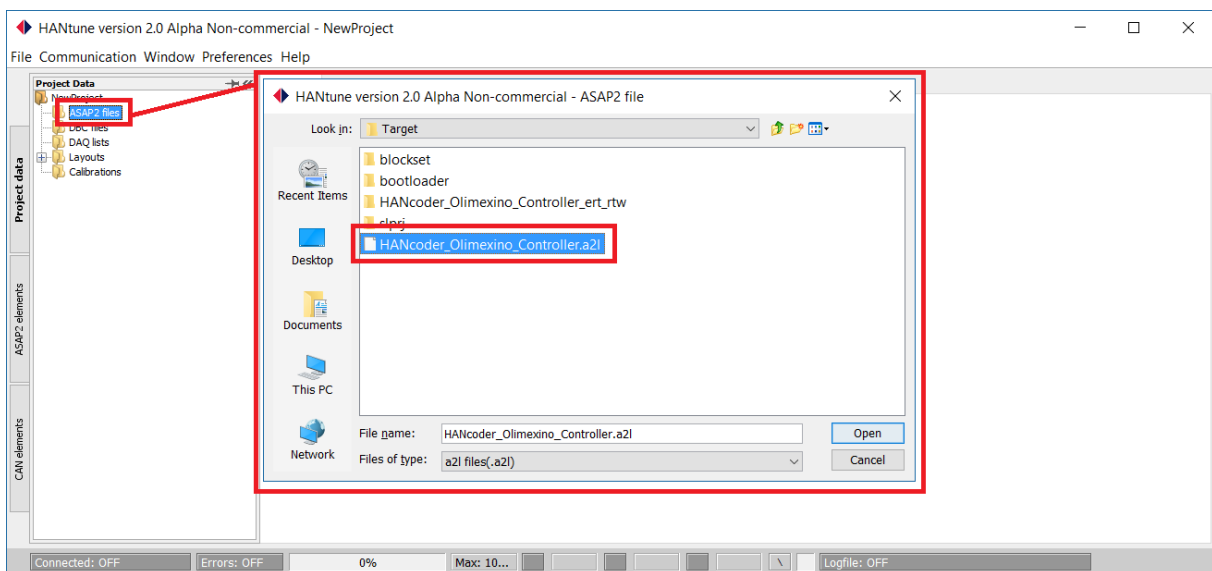 HANtune version 2.0 Alpha Non-commercial - NewProject
File Communication Window Preferences Help
Project Data
NewProject
ASAP2 files
DBC files
DAQ lists
Layouts
Calibrations
Project data
ASAP2 elements
CAN elements
HANtune version 2.0 Alpha Non-commercial - ASAP2 file
Look in: Target
Recent Items
Desktop
Documents
This PC
Network
blockset
bootloader
HANcoder_Olimexino_Controller_ert_rtw
slprj
HANcoder_Olimexino_Controller.a2l
File name: HANcoder_Olimexino_Controller.a2l Open
Files of type: a2l files(.a2l) Cancel
Connected: OFF Errors: OFF 0% Max: 10... \ Logfile: OFF